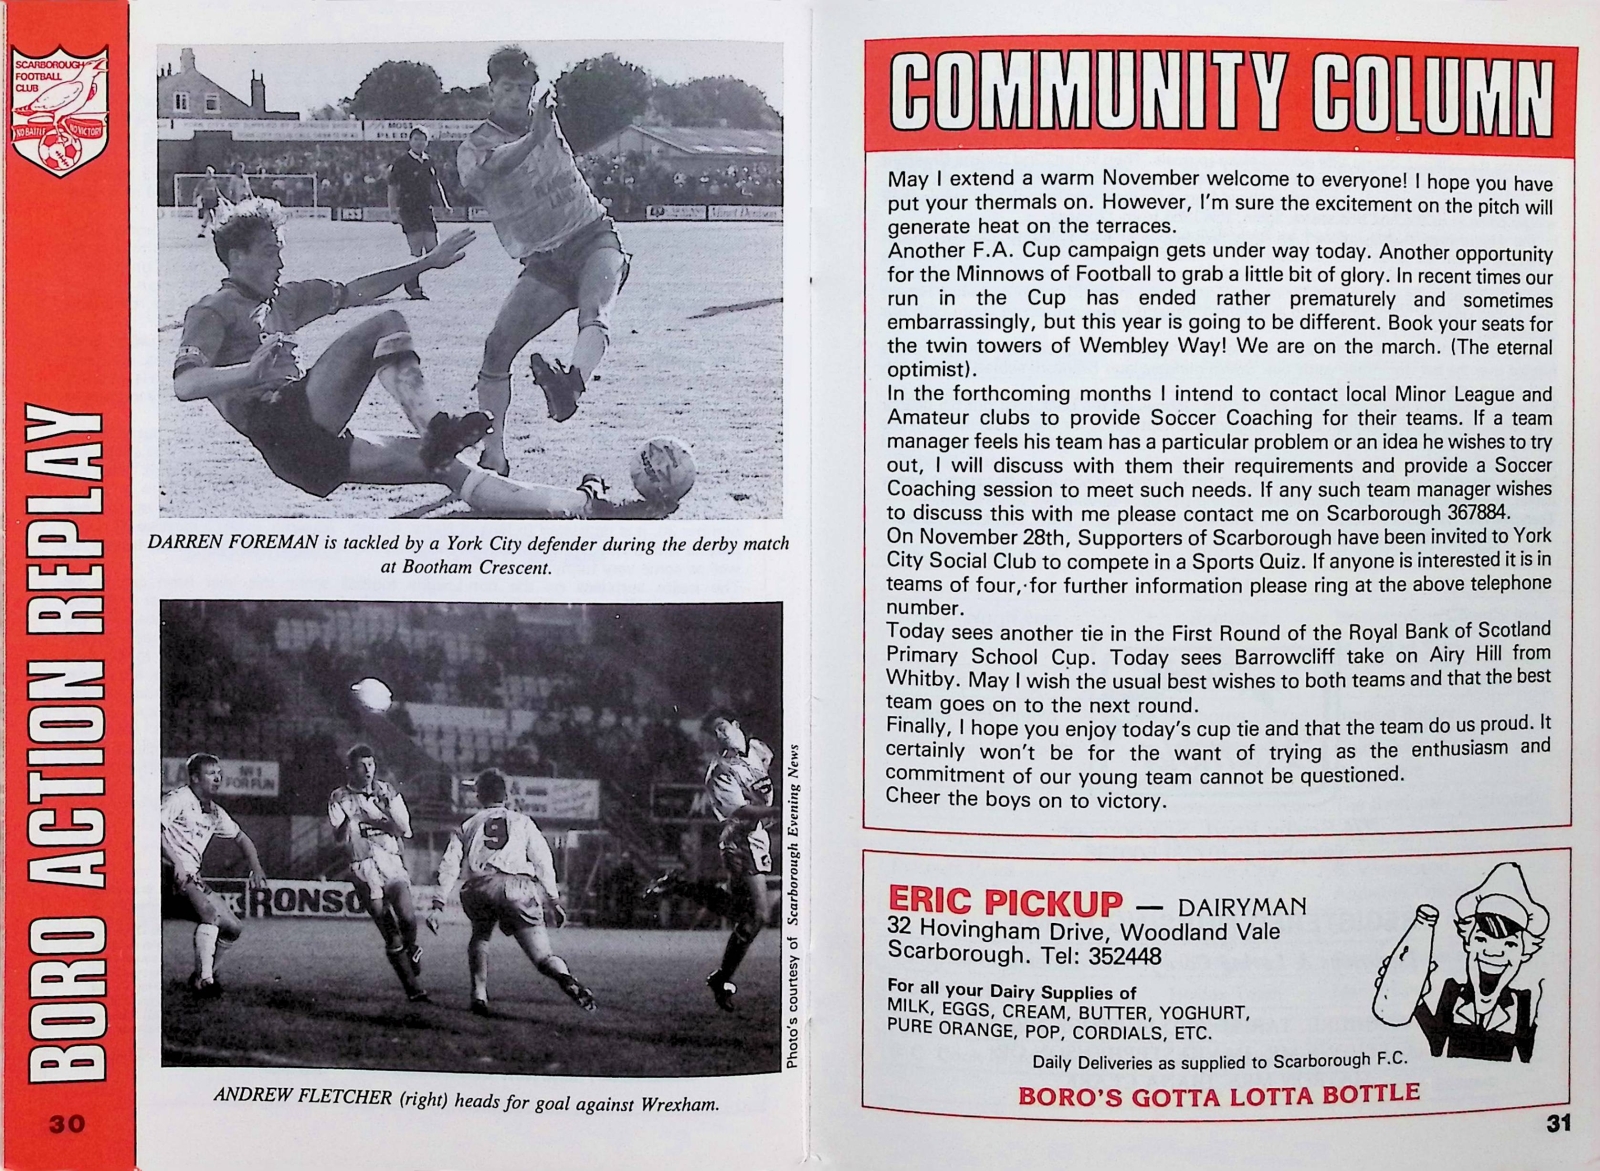 SCARBOROUGH
FOOTBALL
CLUB
NO BATTLE NO VICTORY
BORO ACTION REPLAY
30
MOSS
DARREN FOREMAN is tackled by a York City defender during the derby match
at Bootham Crescent.
No 1
FOR FUN
News
9
RONSO
Photo's courtesy of Scarborough Evening News
ANDREW FLETCHER (right) heads for goal against Wrexham.
COMMUNITY COLUMN
May I extend a warm November welcome to everyone! I hope you have
put your thermals on. However, I'm sure the excitement on the pitch will
generate heat on the terraces.
Another F.A. Cup campaign gets under way today. Another opportunity
for the Minnows of Football to grab a little bit of glory. In recent times our
run in the Cup has ended rather prematurely and sometimes
embarrassingly, but this year is going to be different. Book your seats for
the twin towers of Wembley Way! We are on the march. (The eternal
optimist).
In the forthcoming months I intend to contact local Minor League and
Amateur clubs to provide Soccer Coaching for their teams. If a team
manager feels his team has a particular problem or an idea he wishes to try
out, I will discuss with them their requirements and provide a Soccer
Coaching session to meet such needs. If any such team manager wishes
to discuss this with me please contact me on Scarborough 367884.
On November 28th, Supporters of Scarborough have been invited to York
City Social Club to compete in a Sports Quiz. If anyone is interested it is in
teams of four, for further information please ring at the above telephone
number.
Today sees another tie in the First Round of the Royal Bank of Scotland
Primary School Cup. Today sees Barrowcliff take on Airy Hill from
Whitby. May I wish the usual best wishes to both teams and that the best
team goes on to the next round.
Finally, I hope you enjoy today's cup tie and that the team do us proud. It
certainly won't be for the want of trying as the enthusiasm and
commitment of our young team cannot be questioned.
Cheer the boys on to victory.
ERIC PICKUP — DAIRYMAN
32 Hovingham Drive, Woodland Vale
Scarborough. Tel: 352448
For all your Dairy Supplies of
MILK, EGGS, CREAM, BUTTER, YOGHURT,
PURE ORANGE, POP, CORDIALS, ETC.
Daily Deliveries as supplied to Scarborough F.C.
BORO'S GOTTA LOTTA BOTTLE
31